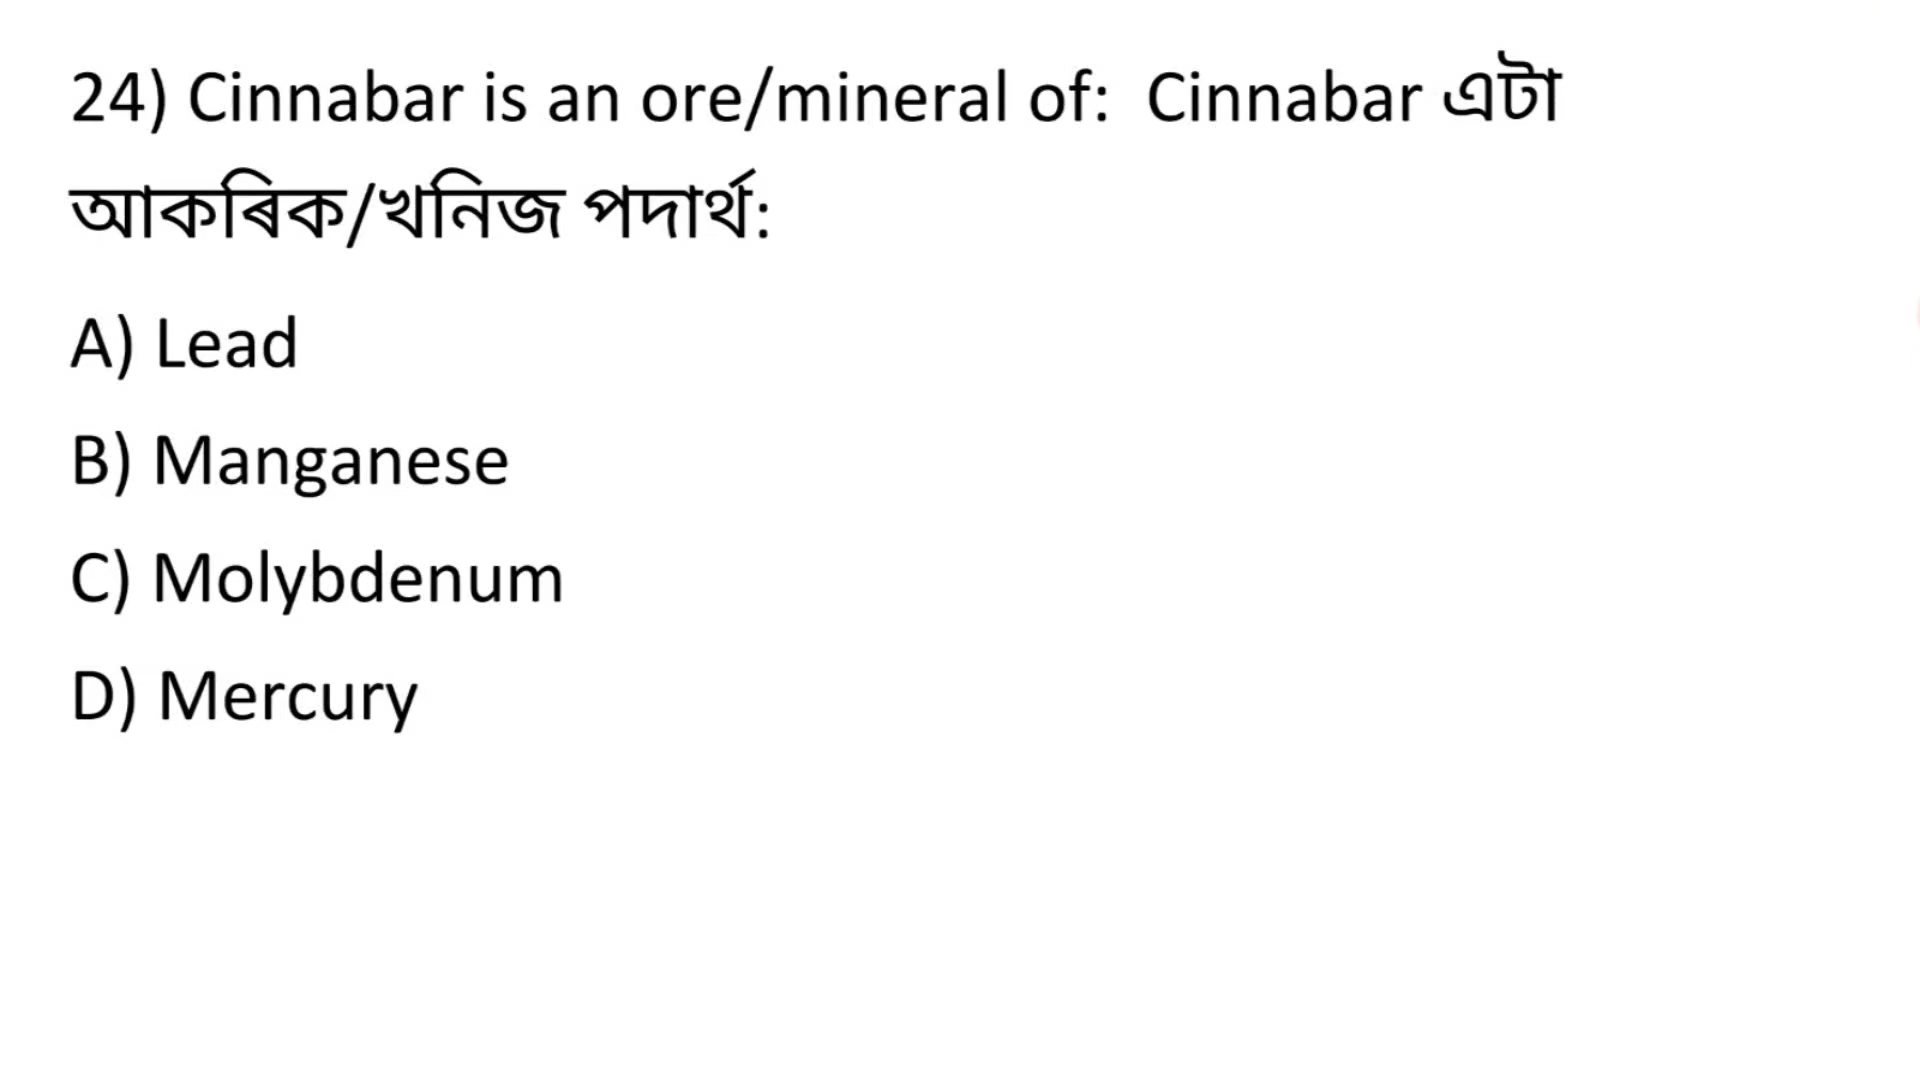 24) Cinnabar is an ore/mineral of: Cinnabar এটা
আকৰিক/খনিজ পদাৰ্থ:
A) Lead
B) Manganese
C) Molybdenum
D) Mercury